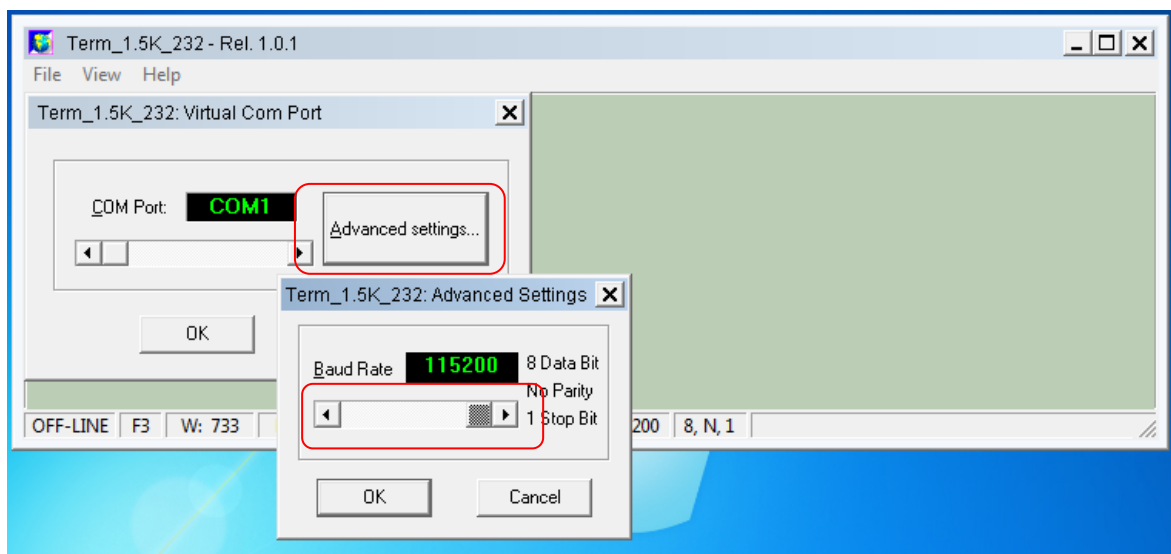 Term_1.5K_232 - Rel. 1.0.1
File View Help
Term_1.5K_232: Virtual Com Port
COM Port: COM1
Advanced settings...
OK
Term_1.5K_232: Advanced Settings
Baud Rate 115200
8 Data Bit
No Parity
1 Stop Bit
OK Cancel
OFF-LINE F3 W: 733 200 8, N, 1